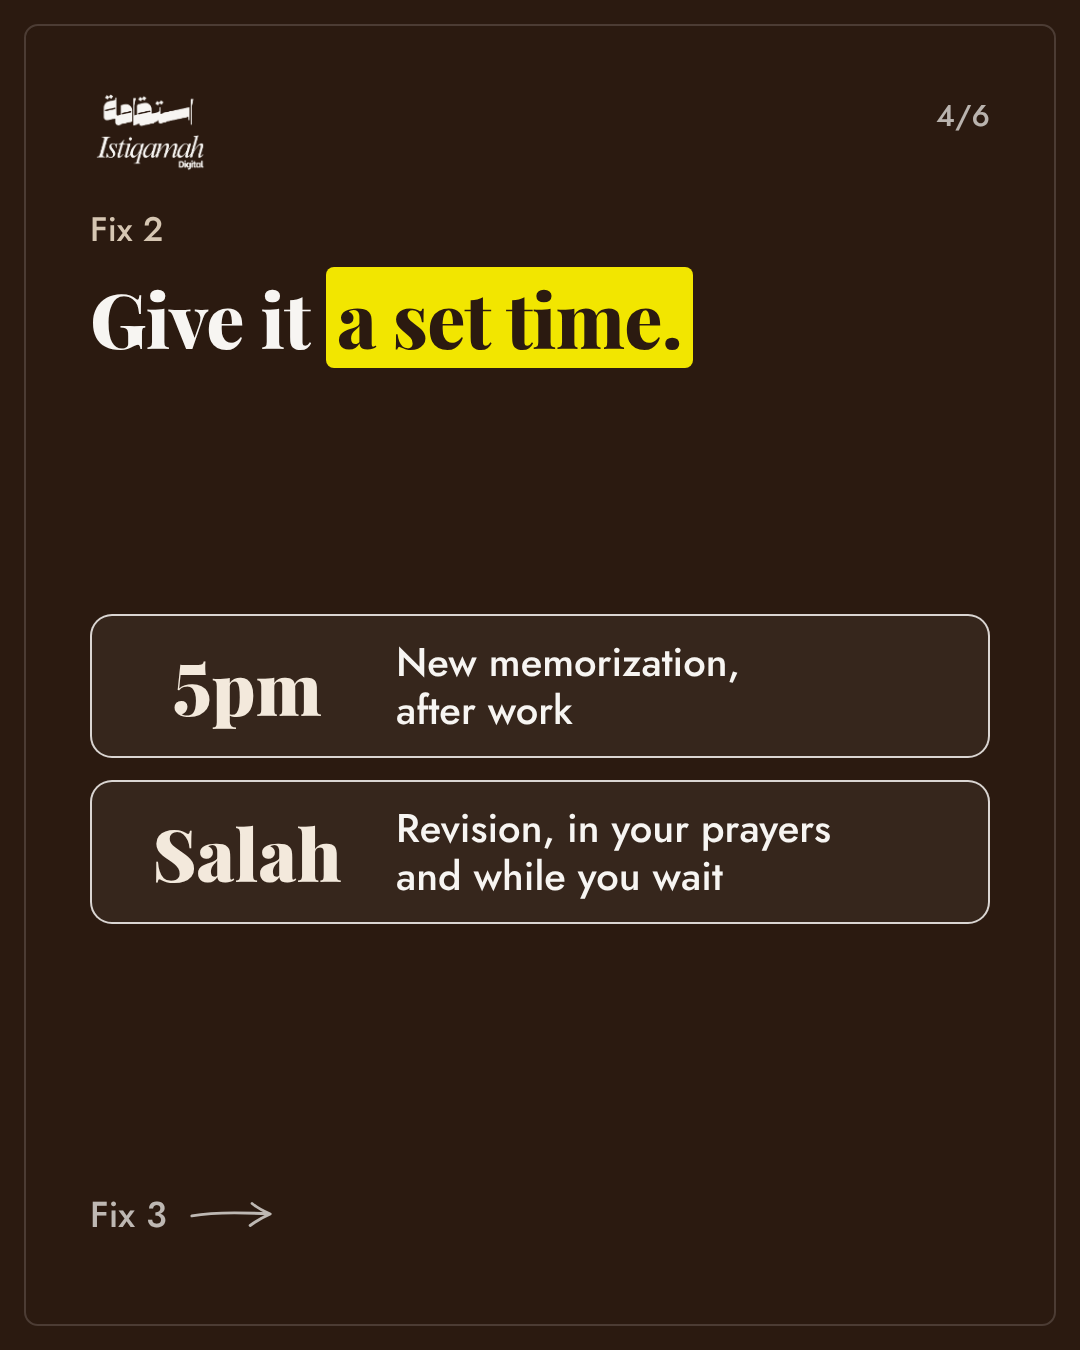 استقامة
Istiqamah
Digital
4/6
Fix 2
Give it a set time.
5pm
New memorization,
after work
Salah
Revision, in your prayers
and while you wait
Fix 3